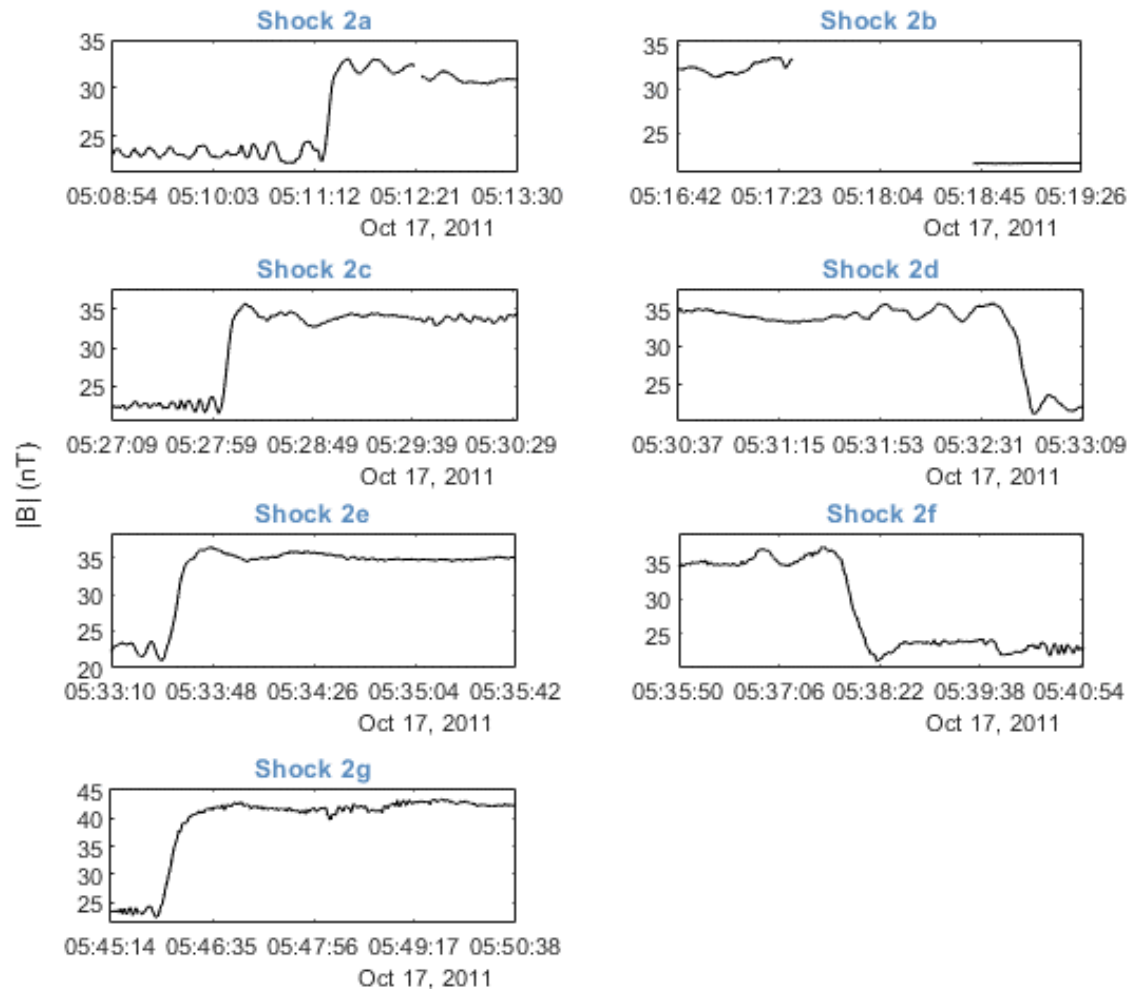 Shock 2a
35
30
25
05:08:54 05:10:03 05:11:12 05:12:21 05:13:30
Oct 17, 2011
Shock 2b
35
30
25
05:16:42 05:17:23 05:18:04 05:18:45 05:19:26
Oct 17, 2011
Shock 2c
35
30
25
05:27:09 05:27:59 05:28:49 05:29:39 05:30:29
Oct 17, 2011
Shock 2d
35
30
25
05:30:37 05:31:15 05:31:53 05:32:31 05:33:09
Oct 17, 2011
|B| (nT)
Shock 2e
35
30
25
20
05:33:10 05:33:48 05:34:26 05:35:04 05:35:42
Oct 17, 2011
Shock 2f
35
30
25
05:35:50 05:37:06 05:38:22 05:39:38 05:40:54
Oct 17, 2011
Shock 2g
45
40
35
30
25
05:45:14 05:46:35 05:47:56 05:49:17 05:50:38
Oct 17, 2011